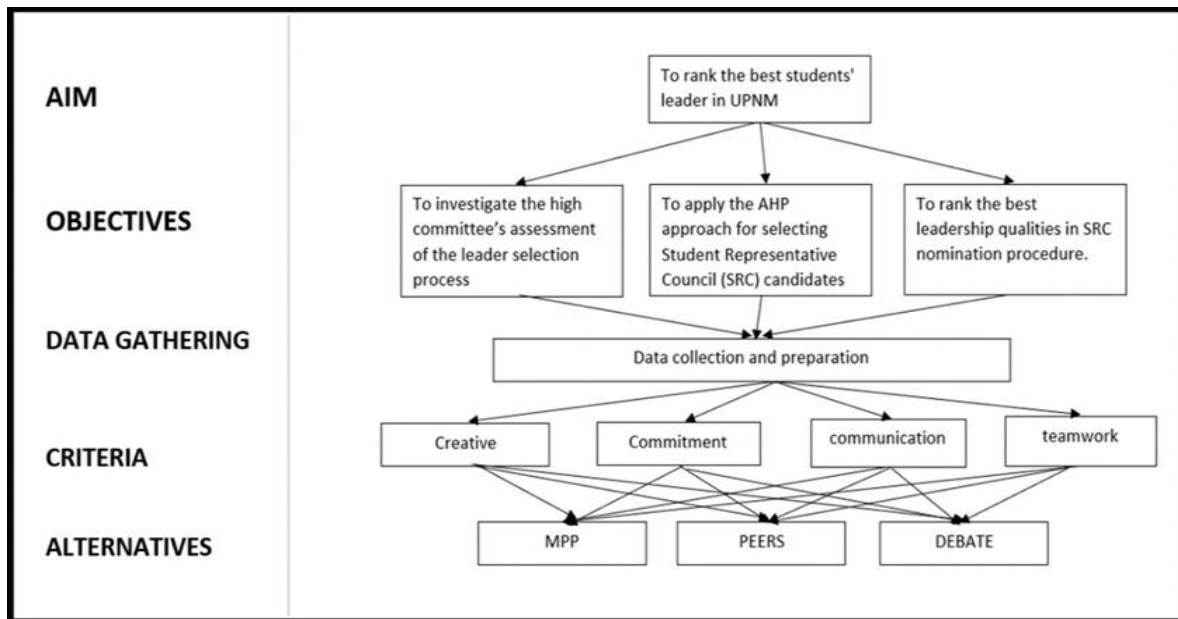 AIM
To rank the best students'
leader in UPNM
OBJECTIVES
To investigate the high
committee's assessment
of the leader selection
process
To apply the AHP
approach for selecting
Student Representative
Council (SRC) candidates
To rank the best
leadership qualities in SRC
nomination procedure.
DATA GATHERING
Data collection and preparation
CRITERIA
Creative
Commitment
communication
teamwork
ALTERNATIVES
MPP
PEERS
DEBATE